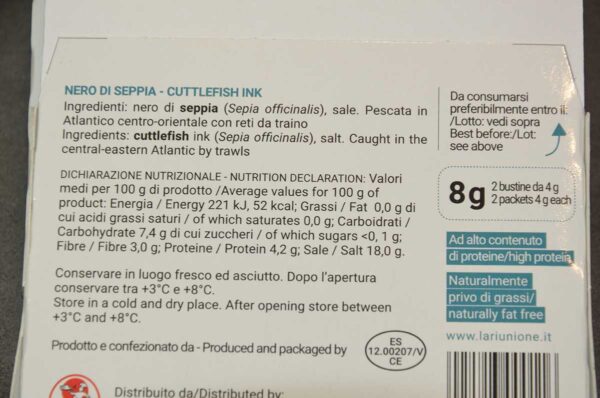 NERO DI SEPPIA - CUTTLEFISH INK
Ingredienti: nero di seppia (Sepia officinalis), sale. Pescata in
Atlantico centro-orientale con reti da traino
Ingredients: cuttlefish ink (Sepia officinalis), salt. Caught in the
central-eastern Atlantic by trawls
DICHIARAZIONE NUTRIZIONALE - NUTRITION DECLARATION: Valori
medi per 100 g di prodotto /Average values for 100 g of
product: Energia / Energy 221 kJ, 52 kcal; Grassi / Fat 0,0 g di
cui acidi grassi saturi / of which saturates 0,0 g; Carboidrati /
Carbohydrate 7,4 g di cui zuccheri / of which sugars <0, 1 g;
Fibre / Fibre 3,0 g; Proteine / Protein 4,2 g; Sale / Salt 18,0 g.
Conservare in luogo fresco ed asciutto. Dopo l'apertura
conservare tra +3°C e +8°C.
Store in a cold and dry place. After opening store between
+3°C and +8°C.
Prodotto e confezionato da - Produced and packaged by
ES
12.00207/V
CE
Distribuito da/Distributed by:
Da consumarsi
preferibilmente entro il:
/Lotto: vedi sopra
Best before:/Lot:
see above
8g
2 bustine da 4 g
2 packets 4 g each
Ad alto contenuto
di proteine/high protein
Naturalmente
privo di grassi/
naturally fat free
www.lariunione.it